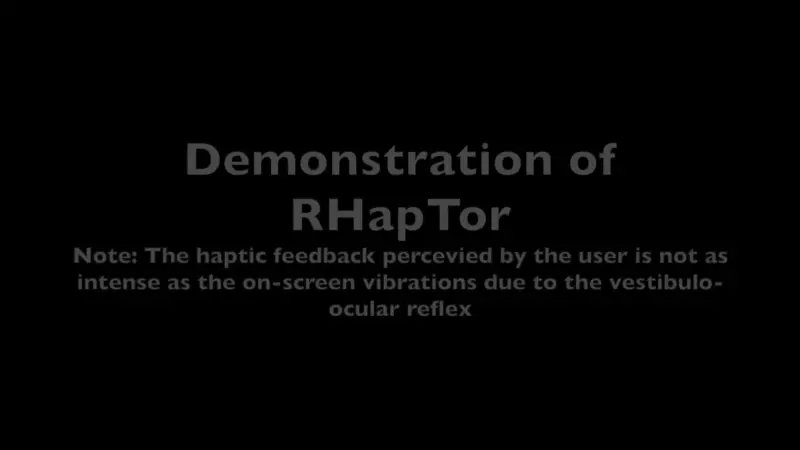 Demonstration of
RHapTor
Note: The haptic feedback percevied by the user is not as
intense as the on-screen vibrations due to the vestibulo-
ocular reflex